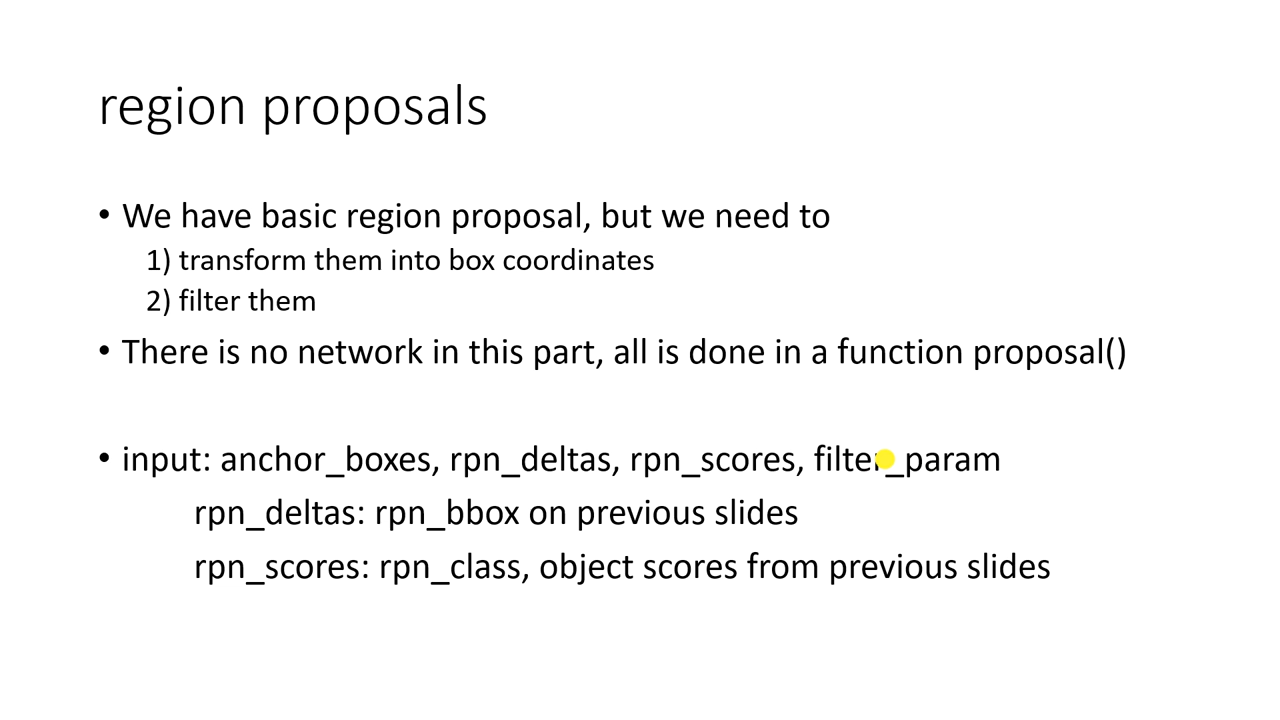 region proposals
• We have basic region proposal, but we need to
1) transform them into box coordinates
2) filter them
• There is no network in this part, all is done in a function proposal()
• input: anchor_boxes, rpn_deltas, rpn_scores, filter_param
rpn_deltas: rpn_bbox on previous slides
rpn_scores: rpn_class, object scores from previous slides